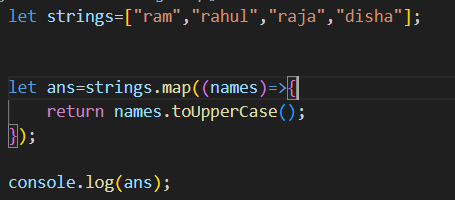 let strings=["ram","rahul","raja","disha"];
let ans=strings.map((names)=>{
    return names.toUpperCase();
});
console.log(ans);